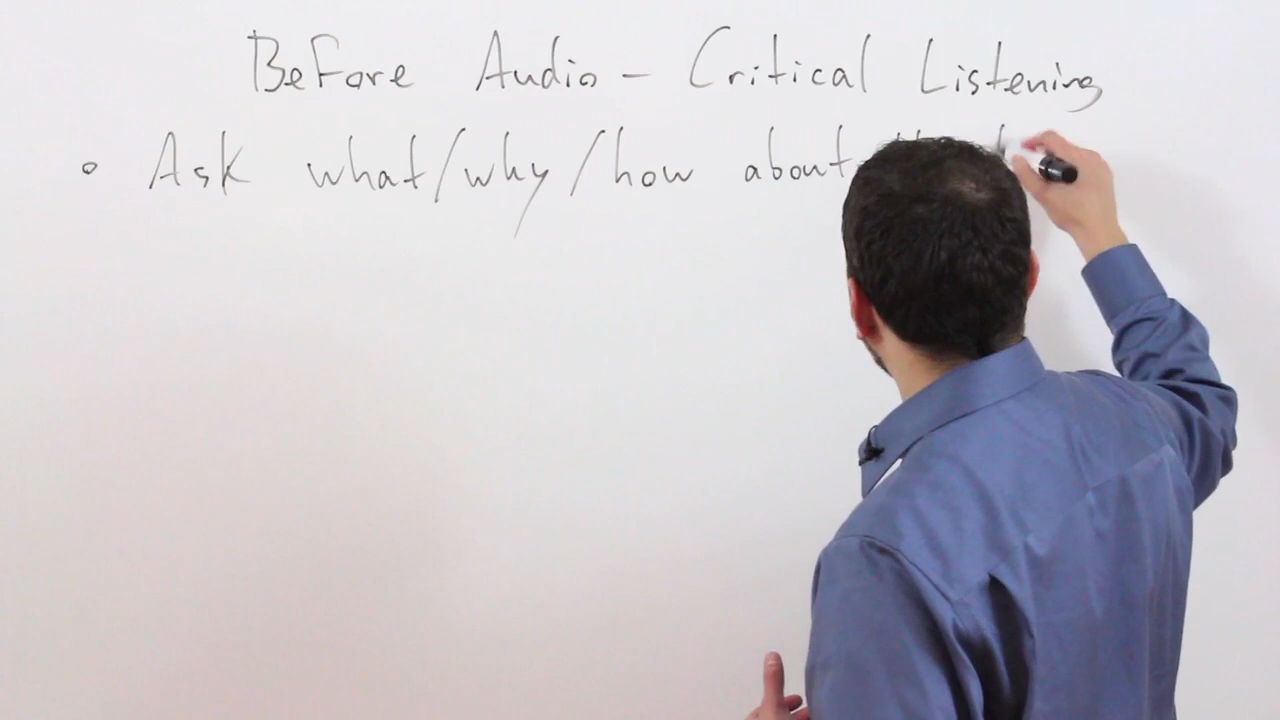 Before Audio - Critical Listening
• Ask what/why/how about